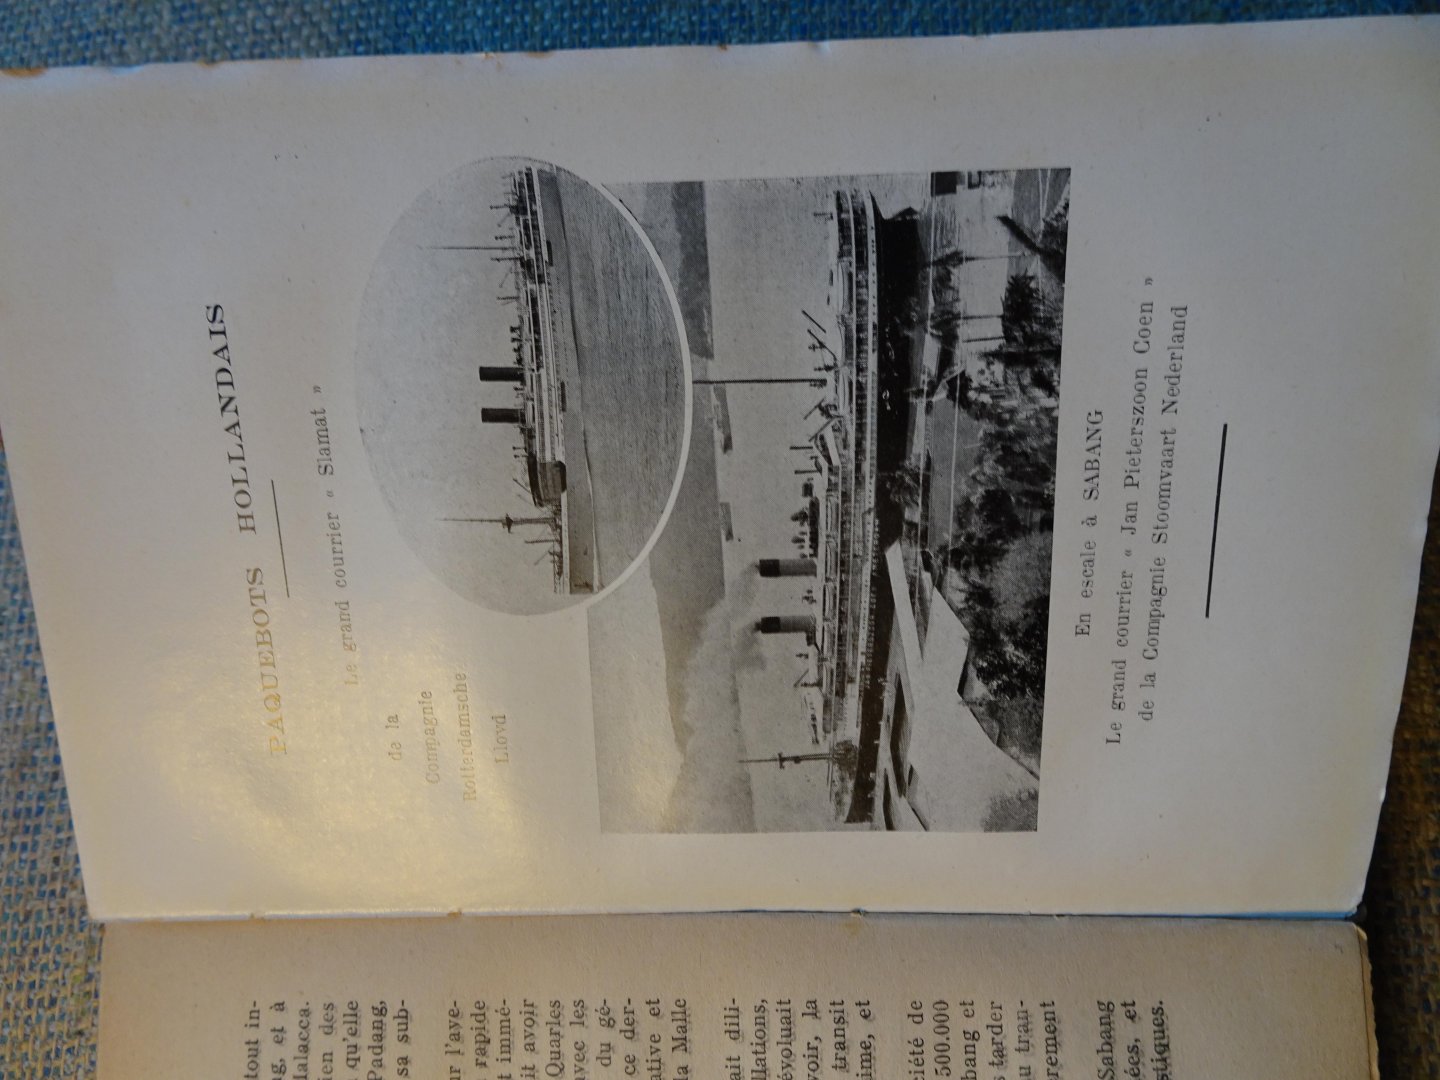 tout in-
ng, et à
Malacca.
ien des
qu'elle
Padang,
sa sub-
ur l'ave-
rapide
t immé-
it avoir
Quarles
avec les
du gé-
ce der-
ative et
la Malle
ait dili-
llations,
évoluait
voir, la
transit
ime, et
ciété de
500.000
bang et
s tarder
u tran-
rement
Sabang
ées, et
stiques.
PAQUEBOTS HOLLANDAIS
Le grand courrier « Slamat »
de la
Compagnie
Rotterdamsche
Lloyd
En escale à SABANG
Le grand courrier « Jan Pieterszoon Coen »
de la Compagnie Stoomvaart Nederland